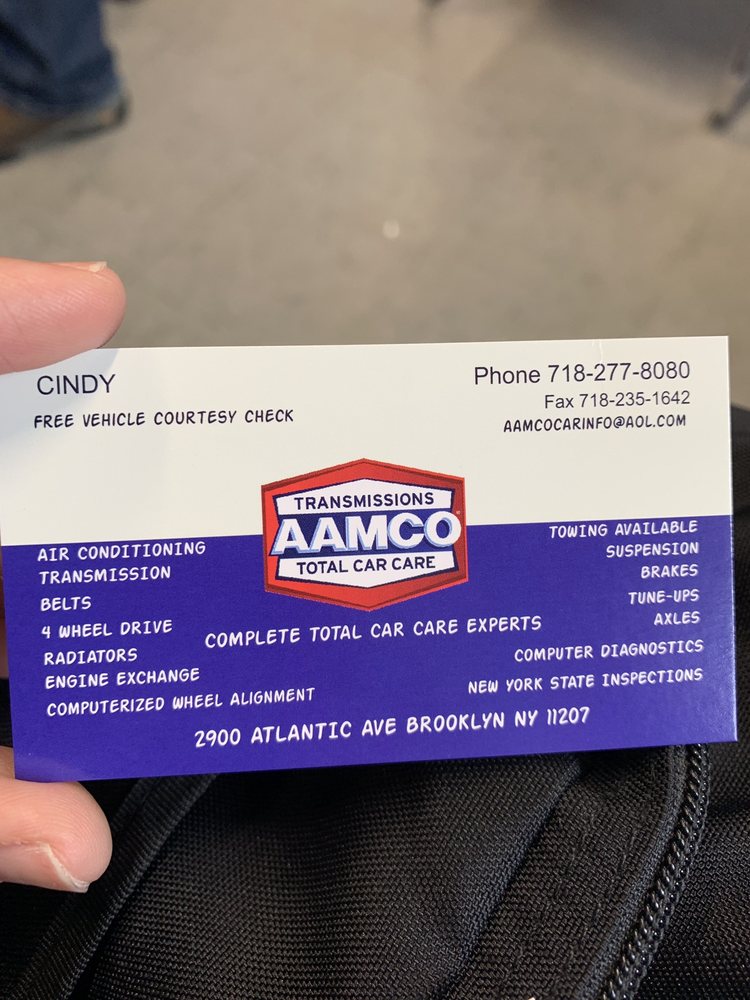 CINDY
FREE VEHICLE COURTESY CHECK
Phone 718-277-8080
Fax 718-235-1642
AAMCOCARINFO@AOL.COM
TRANSMISSIONS
AAMCO
TOTAL CAR CARE
AIR CONDITIONING
TRANSMISSION
BELTS
4 WHEEL DRIVE
RADIATORS
ENGINE EXCHANGE
COMPUTERIZED WHEEL ALIGNMENT
TOWING AVAILABLE
SUSPENSION
BRAKES
TUNE-UPS
AXLES
COMPUTER DIAGNOSTICS
NEW YORK STATE INSPECTIONS
COMPLETE TOTAL CAR CARE EXPERTS
2900 ATLANTIC AVE BROOKLYN NY 11207